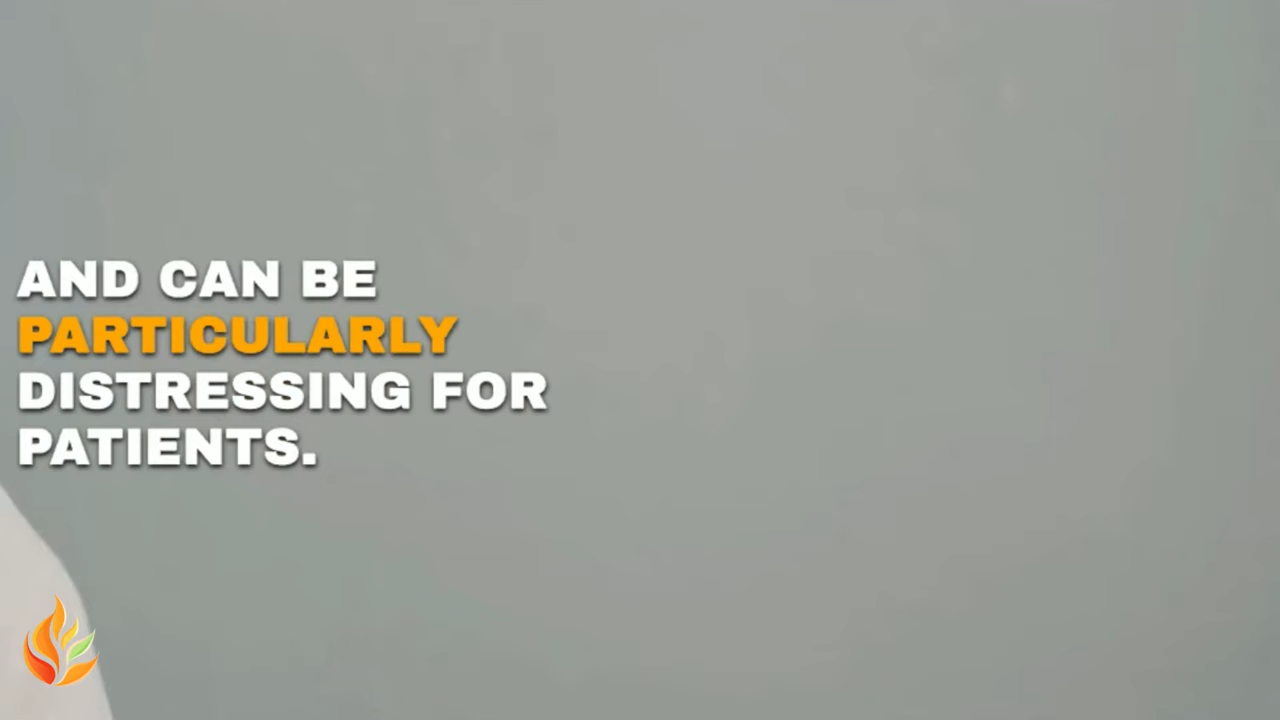 AND CAN BE
PARTICULARLY
DISTRESSING FOR
PATIENTS.